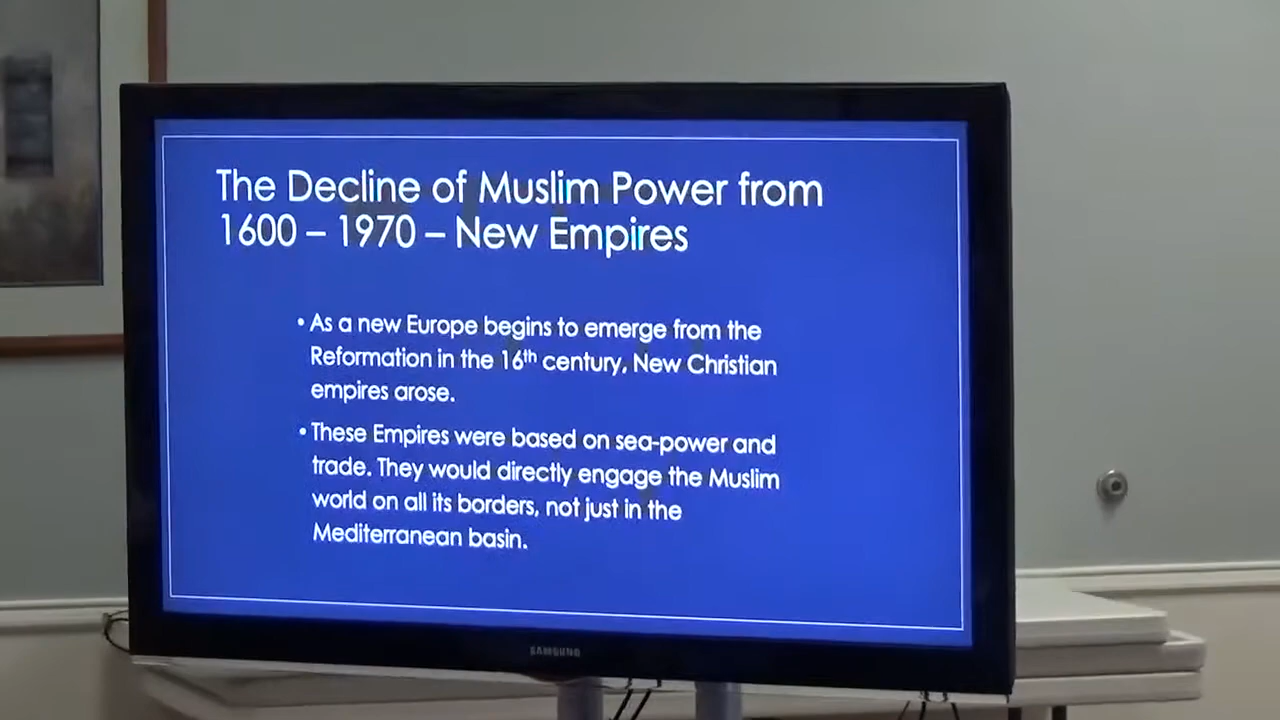 The Decline of Muslim Power from
1600 – 1970 – New Empires
• As a new Europe begins to emerge from the
Reformation in the 16th century, New Christian
empires arose.
• These Empires were based on sea-power and
trade. They would directly engage the Muslim
world on all its borders, not just in the
Mediterranean basin.
SAMSUNG